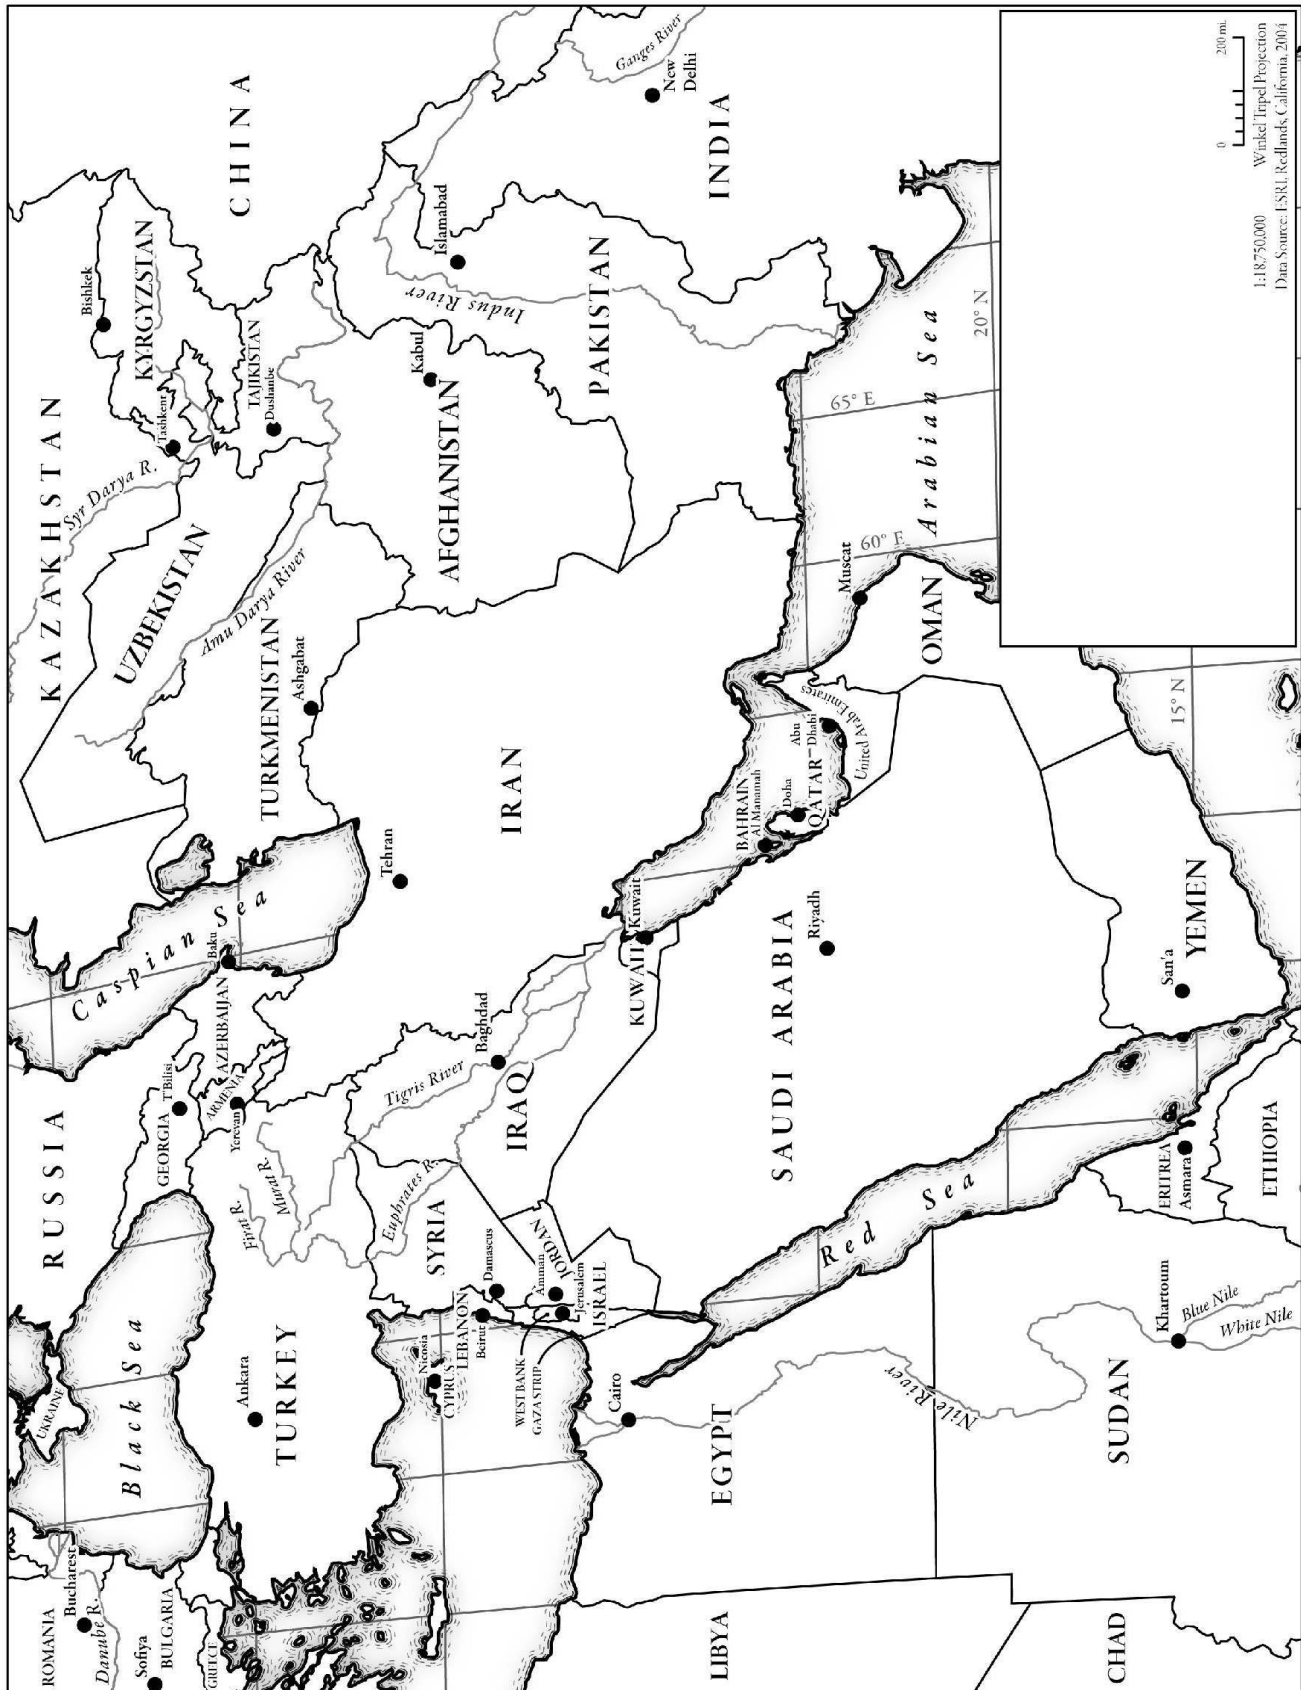 ROMANIA
Bucharest
Danube R.
Sofiya
BULGARIA
GREECE
UKRAINE
Black Sea
RUSSIA
GEORGIA
T'Bilisi
ARMENIA
Yerevan
AZERBAIJAN
Baku
Caspian Sea
KAZAKHSTAN
Syr Darya R.
UZBEKISTAN
Amu Darya River
TURKMENISTAN
Ashgabat
Tashkent
Bishkek
KYRGYZSTAN
TAJIKISTAN
Dushanbe
CHINA
TURKEY
Ankara
Firat R.
Murat R.
Nicosia
CYPRUS
SYRIA
Euphrates R.
LEBANON
Beirut
Damascus
WEST BANK
GAZA STRIP
Amman
JORDAN
Jerusalem
ISRAEL
Tigris River
Baghdad
IRAQ
Tehran
IRAN
AFGHANISTAN
Kabul
Islamabad
Indus River
PAKISTAN
Ganges River
New
Delhi
INDIA
KUWAIT
Kuwait
BAHRAIN
Al Manamah
Doha
QATAR
Abu
Dhabi
United Arab Emirates
Muscat
OMAN
60° E
65° E
Arabian Sea
20° N
15° N
SAUDI ARABIA
Riyadh
YEMEN
San'a
Red Sea
LIBYA
EGYPT
Cairo
Nile River
CHAD
SUDAN
Khartoum
Blue Nile
White Nile
ERITREA
Asmara
ETHIOPIA
0 200 mi.
1:18,750,000 Winkel Tripel Projection
Data Source: ESRI, Redlands, California, 2004